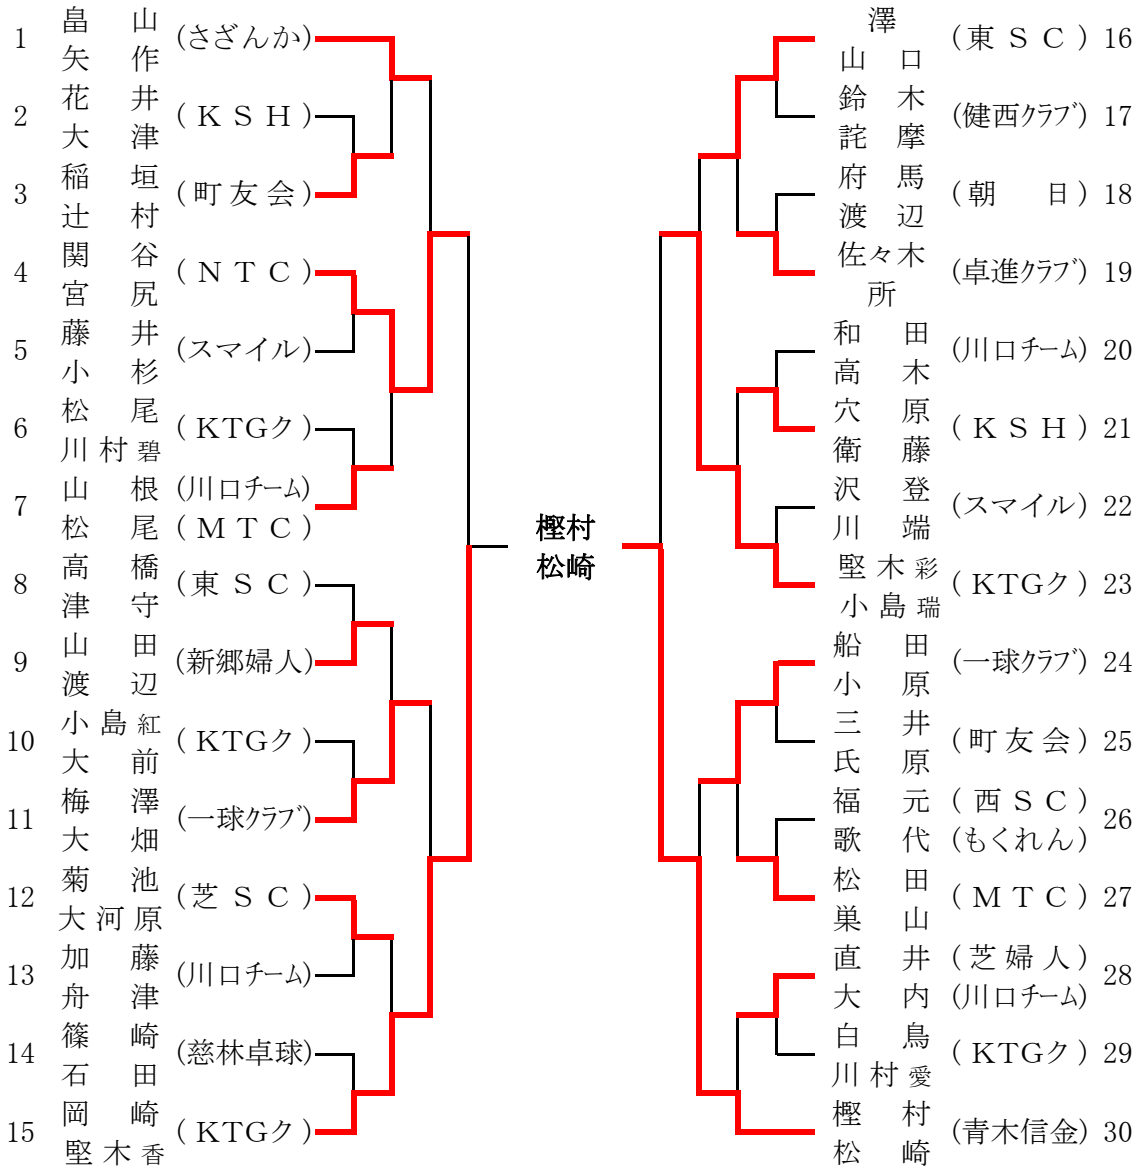 1 畠山 (さざんか)
矢作
2 花井 (KSH)
大津
3 稲垣 (町友会)
辻村
4 関谷 (NTC)
宮尻
5 藤井 (スマイル)
小杉
6 松尾 (KTGク)
川村碧
7 山根 (川口チーム)
松尾 (MTC)
8 高橋 (東SC)
津守
9 山田 (新郷婦人)
渡辺
10 小島紅 (KTGク)
大前
11 梅澤 (一球クラブ)
大畑
12 菊池 (芝SC)
大河原
13 加藤 (川口チーム)
舟津
14 篠崎 (慈林卓球)
石田
15 岡崎 (KTGク)
堅木香
樫村
松崎
澤 (東SC) 16
山口
鈴木 (健西クラブ) 17
詫摩
府馬 (朝日) 18
渡辺
佐々木 (卓進クラブ) 19
所
和田 (川口チーム) 20
高木
穴原 (KSH) 21
衛藤
沢登 (スマイル) 22
川端
堅木彩 (KTGク) 23
小島瑞
船田 (一球クラブ) 24
小原
三井 (町友会) 25
氏原
福元 (西SC) 26
歌代 (もくれん)
松田 (MTC) 27
巣山
直井 (芝婦人) 28
大内 (川口チーム)
白鳥 (KTGク) 29
川村愛
樫村 (青木信金) 30
松崎